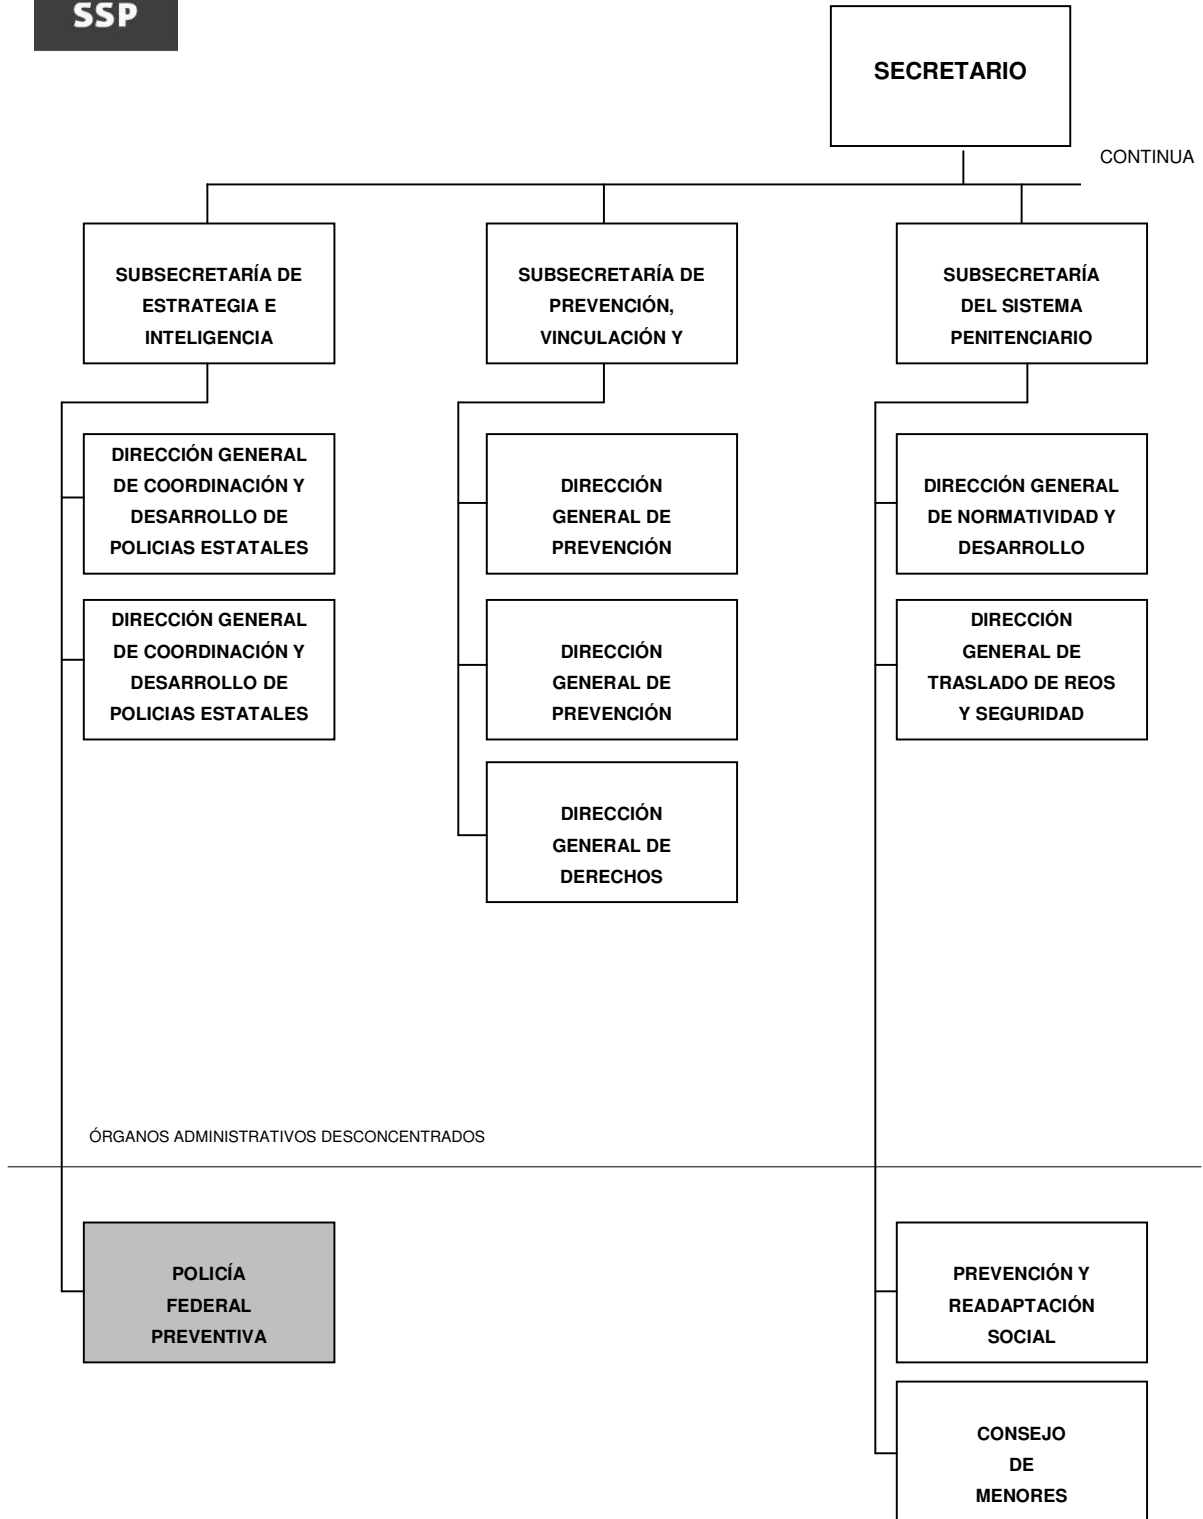 SSP
SECRETARIO
CONTINUA
SUBSECRETARÍA DE
ESTRATEGIA E
INTELIGENCIA
SUBSECRETARÍA DE
PREVENCIÓN,
VINCULACIÓN Y
SUBSECRETARÍA
DEL SISTEMA
PENITENCIARIO
DIRECCIÓN GENERAL
DE COORDINACIÓN Y
DESARROLLO DE
POLICIAS ESTATALES
DIRECCIÓN
GENERAL DE
PREVENCIÓN
DIRECCIÓN GENERAL
DE NORMATIVIDAD Y
DESARROLLO
DIRECCIÓN GENERAL
DE COORDINACIÓN Y
DESARROLLO DE
POLICIAS ESTATALES
DIRECCIÓN
GENERAL DE
PREVENCIÓN
DIRECCIÓN
GENERAL DE
TRASLADO DE REOS
Y SEGURIDAD
DIRECCIÓN
GENERAL DE
DERECHOS
ÓRGANOS ADMINISTRATIVOS DESCONCENTRADOS
POLICÍA
FEDERAL
PREVENTIVA
PREVENCIÓN Y
READAPTACIÓN
SOCIAL
CONSEJO
DE
MENORES